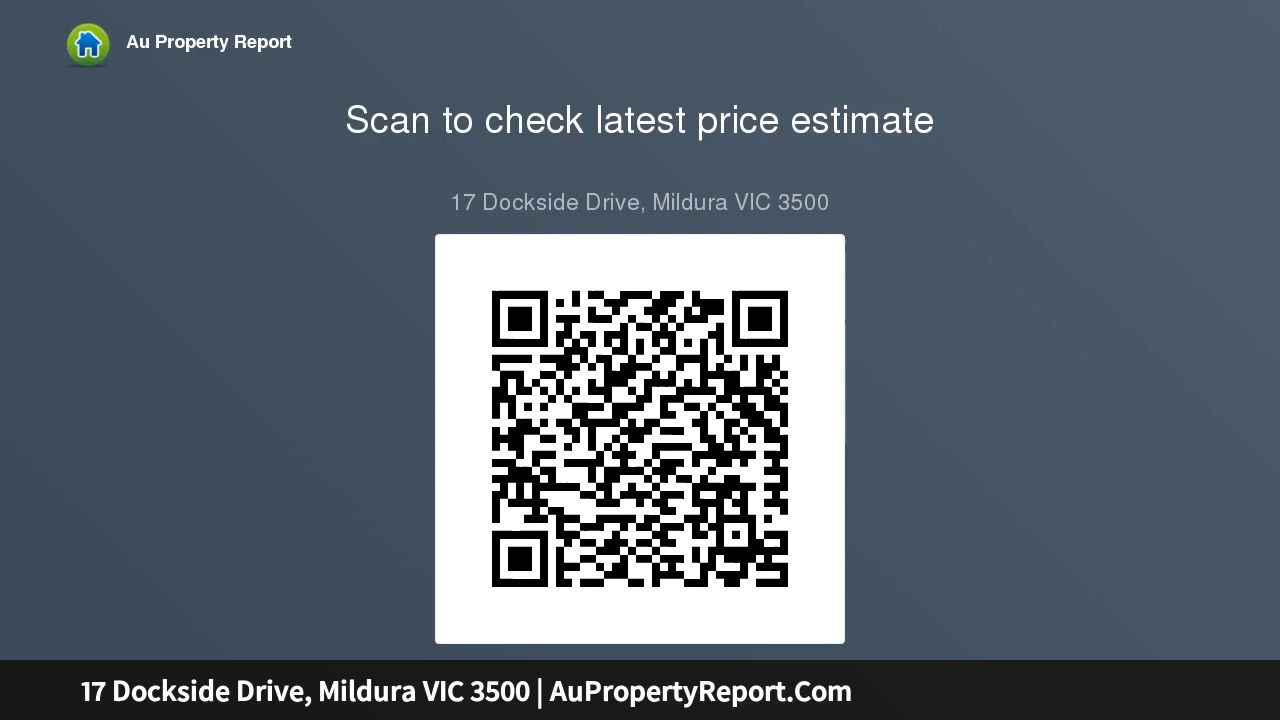 Au Property Report
Scan to check latest price estimate
17 Dockside Drive, Mildura VIC 3500
17 Dockside Drive, Mildura VIC 3500 | AuPropertyReport.Com